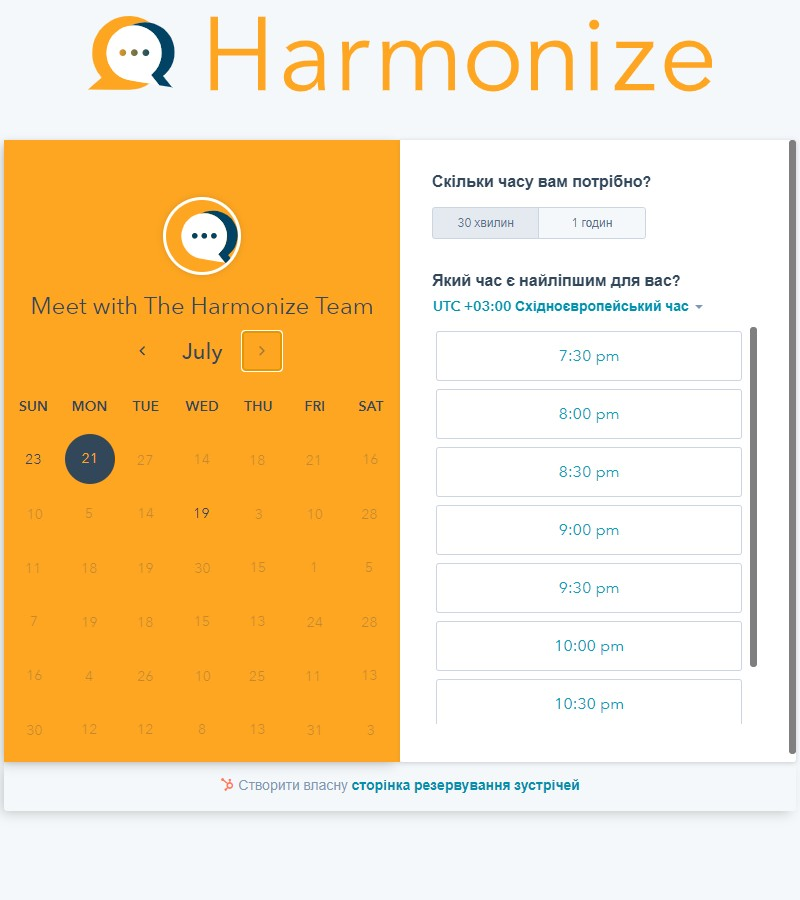 Harmonize
Meet with The Harmonize Team
July
SUN MON TUE WED THU FRI SAT
23 21 27 14 18 21 16
10 5 14 19 3 10 28
11 18 19 30 15 1 5
7 19 18 15 13 24 28
16 4 26 10 25 11 13
30 12 12 8 13 31 3
Скільки часу вам потрібно?
30 хвилин 1 годин
Який час є найліпшим для вас?
UTC +03:00 Східноєвропейський час
7:30 pm
8:00 pm
8:30 pm
9:00 pm
9:30 pm
10:00 pm
10:30 pm
Створити власну сторінка резервування зустрічей